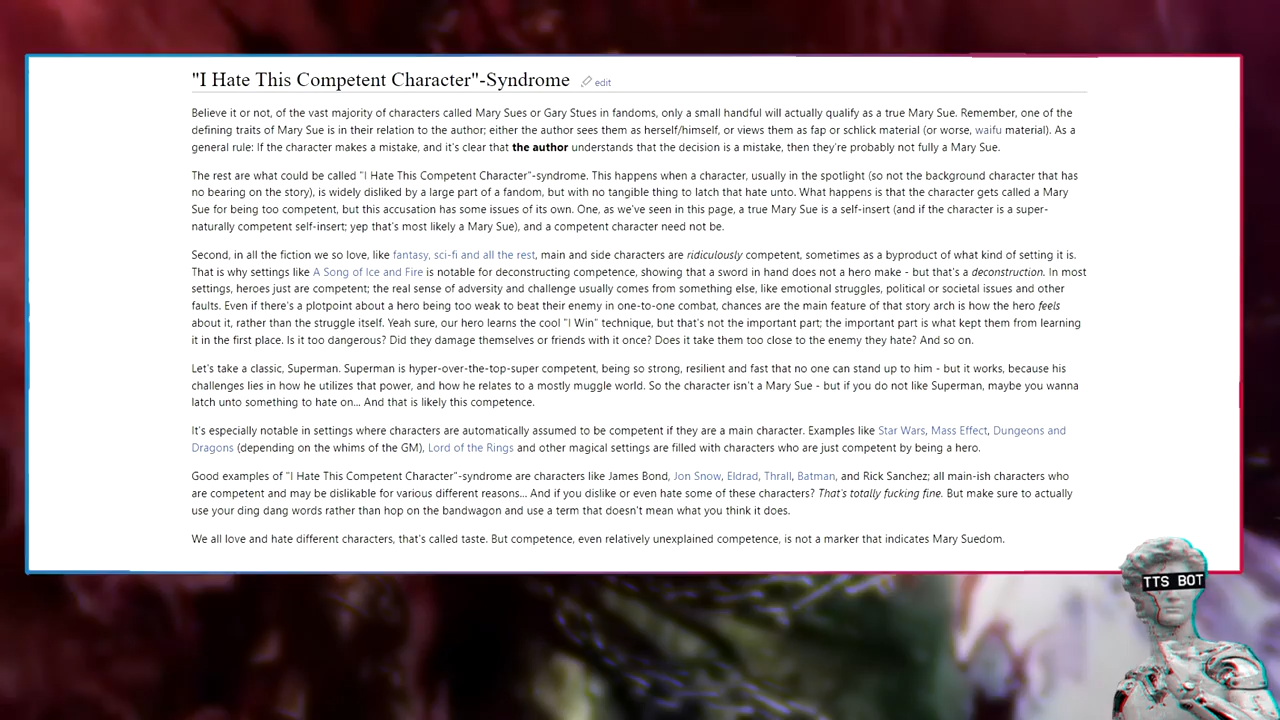 "I Hate This Competent Character"-Syndrome edit
Believe it or not, of the vast majority of characters called Mary Sues or Gary Stues in fandoms, only a small handful will actually qualify as a true Mary Sue. Remember, one of the
defining traits of Mary Sue is in their relation to the author; either the author sees them as herself/himself, or views them as fap or schlick material (or worse, waifu material). As a
general rule: If the character makes a mistake, and it's clear that the author understands that the decision is a mistake, then they're probably not fully a Mary Sue.
The rest are what could be called "I Hate This Competent Character"-syndrome. This happens when a character, usually in the spotlight (so not the background character that has
no bearing on the story), is widely disliked by a large part of a fandom, but with no tangible thing to latch that hate unto. What happens is that the character gets called a Mary
Sue for being too competent, but this accusation has some issues of its own. One, as we've seen in this page, a true Mary Sue is a self-insert (and if the character is a super-
naturally competent self-insert; yep that's most likely a Mary Sue), and a competent character need not be.
Second, in all the fiction we so love, like fantasy, sci-fi and all the rest, main and side characters are ridiculously competent, sometimes as a byproduct of what kind of setting it is.
That is why settings like A Song of Ice and Fire is notable for deconstructing competence, showing that a sword in hand does not a hero make - but that's a deconstruction. In most
settings, heroes just are competent; the real sense of adversity and challenge usually comes from something else, like emotional struggles, political or societal issues and other
faults. Even if there's a plotpoint about a hero being too weak to beat their enemy in one-to-one combat, chances are the main feature of that story arch is how the hero feels
about it, rather than the struggle itself. Yeah sure, our hero learns the cool "I Win" technique, but that's not the important part; the important part is what kept them from learning
it in the first place. Is it too dangerous? Did they damage themselves or friends with it once? Does it take them too close to the enemy they hate? And so on.
Let's take a classic, Superman. Superman is hyper-over-the-top-super competent, being so strong, resilient and fast that no one can stand up to him - but it works, because his
challenges lies in how he utilizes that power, and how he relates to a mostly muggle world. So the character isn't a Mary Sue - but if you do not like Superman, maybe you wanna
latch unto something to hate on... And that is likely this competence.
It's especially notable in settings where characters are automatically assumed to be competent if they are a main character. Examples like Star Wars, Mass Effect, Dungeons and
Dragons (depending on the whims of the GM), Lord of the Rings and other magical settings are filled with characters who are just competent by being a hero.
Good examples of "I Hate This Competent Character"-syndrome are characters like James Bond, Jon Snow, Eldrad, Thrall, Batman, and Rick Sanchez; all main-ish characters who
are competent and may be dislikable for various different reasons... And if you dislike or even hate some of these characters? That's totally fucking fine. But make sure to actually
use your ding dang words rather than hop on the bandwagon and use a term that doesn't mean what you think it does.
We all love and hate different characters, that's called taste. But competence, even relatively unexplained competence, is not a marker that indicates Mary Suedom.
TTS BOT